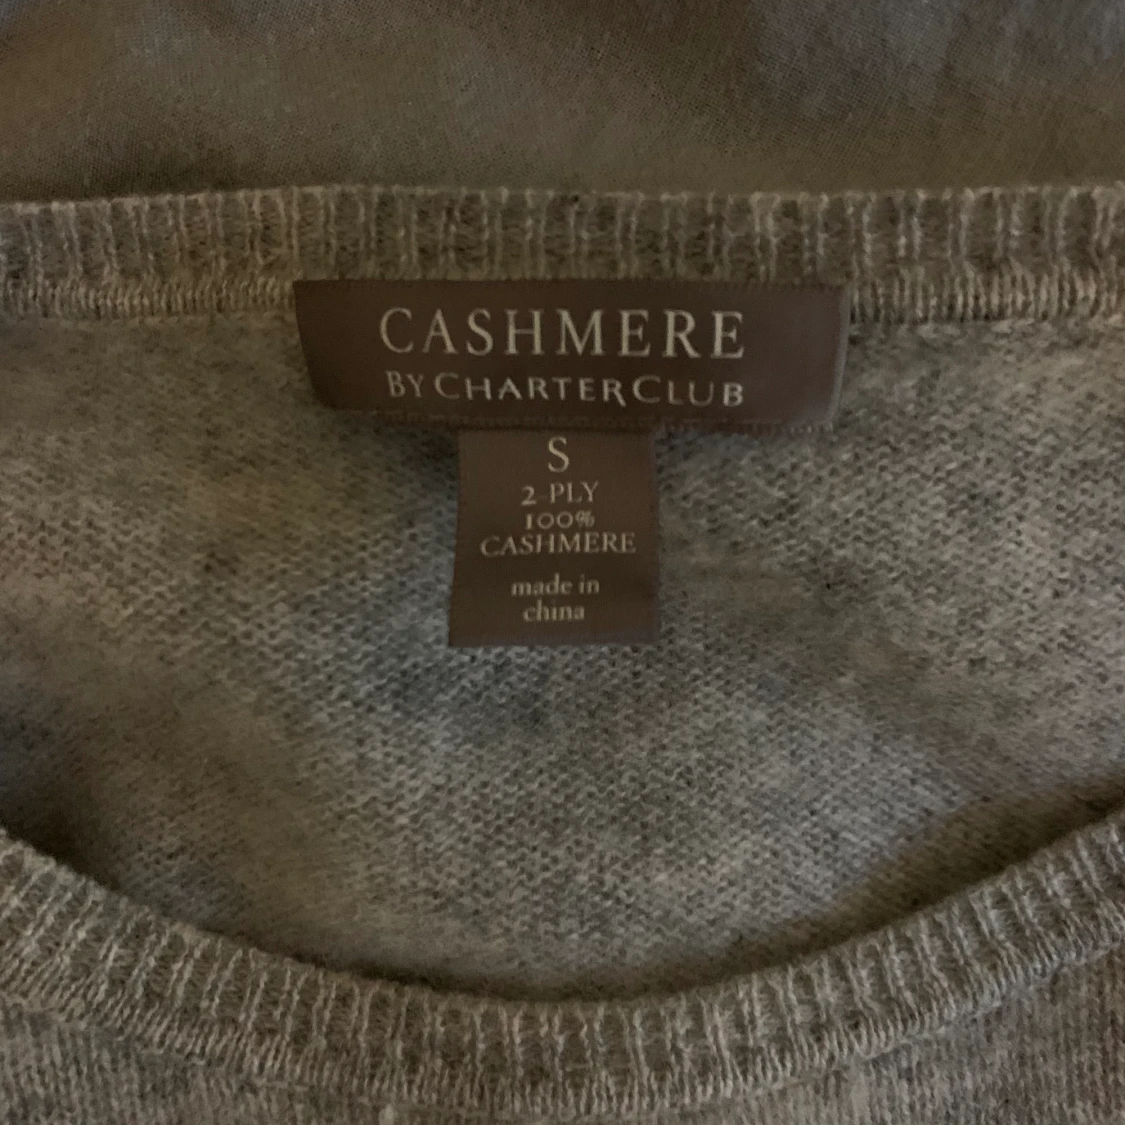 CASHMERE
BY CHARTER CLUB
S
2-PLY
100%
CASHMERE
made in
china